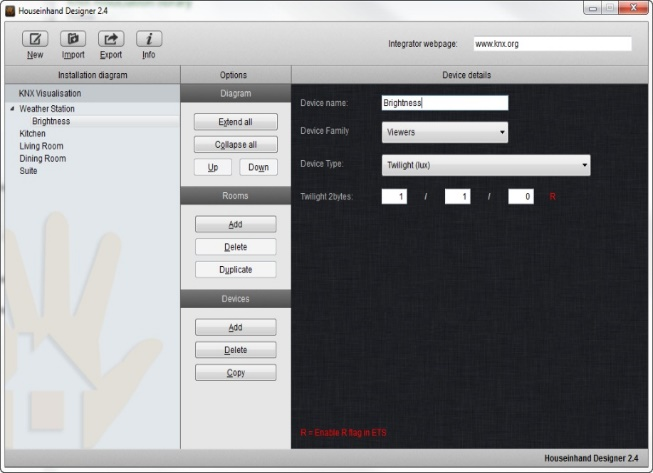 Houseinhand Designer 2.4
New Import Export Info
Integrator webpage: www.knx.org
Installation diagram
KNX Visualisation
Weather Station
Brightness
Kitchen
Living Room
Dining Room
Suite
Options
Diagram
Extend all
Collapse all
Up Down
Rooms
Add
Delete
Duplicate
Devices
Add
Delete
Copy
Device details
Device name: Brightness
Device Family Viewers
Device Type: Twilight (lux)
Twilight 2bytes: 1 / 1 / 0 R
R = Enable R flag in ETS
Houseinhand Designer 2.4